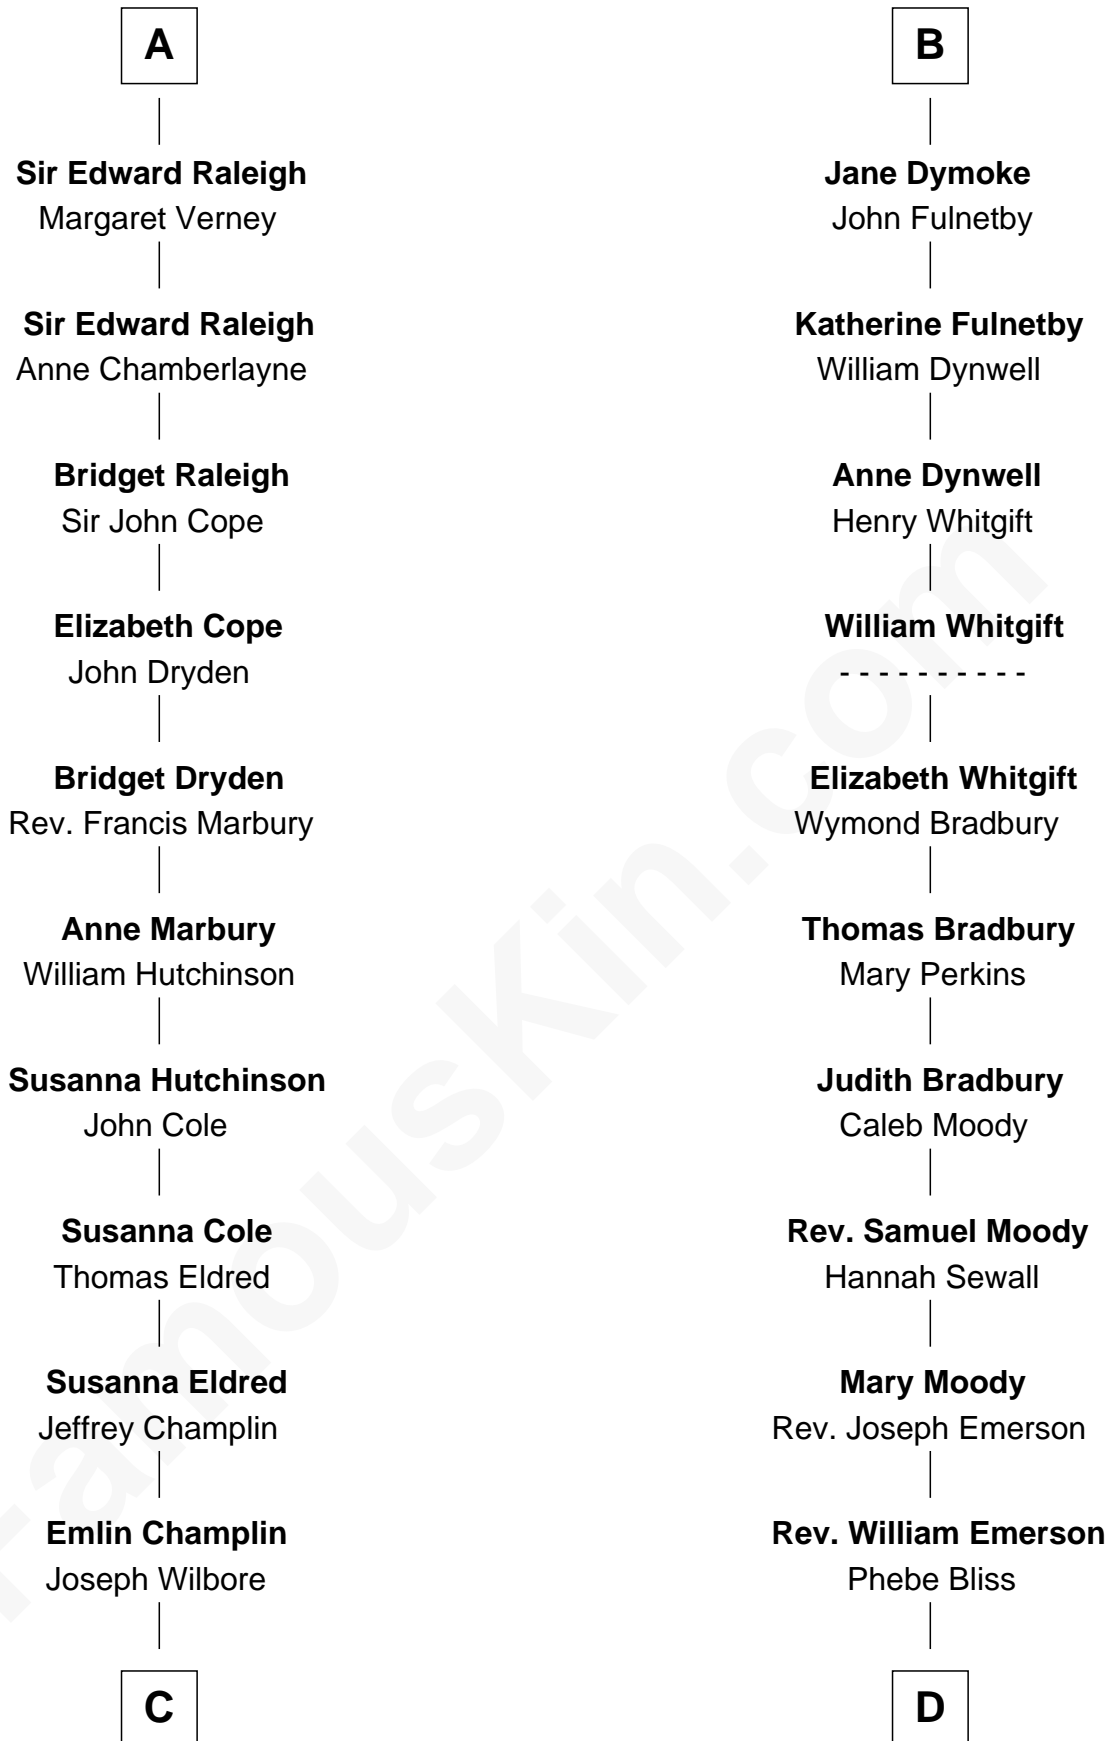 A
Sir Edward Raleigh
Margaret Verney
Sir Edward Raleigh
Anne Chamberlayne
Bridget Raleigh
Sir John Cope
Elizabeth Cope
John Dryden
Bridget Dryden
Rev. Francis Marbury
Anne Marbury
William Hutchinson
Susanna Hutchinson
John Cole
Susanna Cole
Thomas Eldred
Susanna Eldred
Jeffrey Champlin
Emlin Champlin
Joseph Wilbore
C
B
Jane Dymoke
John Fulnetby
Katherine Fulnetby
William Dynwell
Anne Dynwell
Henry Whitgift
William Whitgift
- - - - - - - - - -
Elizabeth Whitgift
Wymond Bradbury
Thomas Bradbury
Mary Perkins
Judith Bradbury
Caleb Moody
Rev. Samuel Moody
Hannah Sewall
Mary Moody
Rev. Joseph Emerson
Rev. William Emerson
Phebe Bliss
D
FamousKin.com